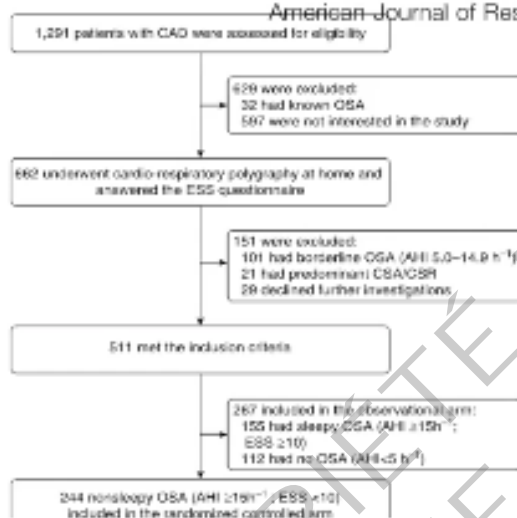 American Journal of Res
1,291 patients with CAD were assessed for eligibility
629 were excluded:
32 had known OSA
597 were not interested in the study
662 underwent cardio-respiratory polygraphy at home and
answered the ESS questionnaire
151 were excluded:
101 had borderline OSA (AHI 5.0–14.9 h⁻¹)
21 had predominant CSA/CSR
29 declined further investigations
511 met the inclusion criteria
267 included in the observational arm:
155 had sleepy OSA (AHI ≥15h⁻¹;
ESS ≥10)
112 had no OSA (AHI<5 h⁻¹)
244 nonsleepy OSA (AHI ≥15h⁻¹; ESS <10)
included in the randomized controlled arm
PIÉTÉ